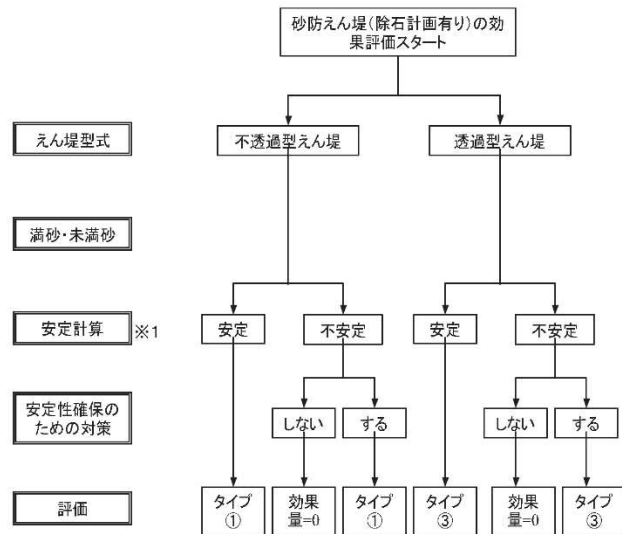 砂防えん堤(除石計画有り)の効
果評価スタート
えん堤型式
不透過型えん堤
透過型えん堤
満砂・未満砂
安定計算
※1
安定
不安定
安定
不安定
安定性確保の
ための対策
しない
する
しない
する
評価
タイプ
①
効果
量=0
タイプ
①
タイプ
③
効果
量=0
タイプ
③